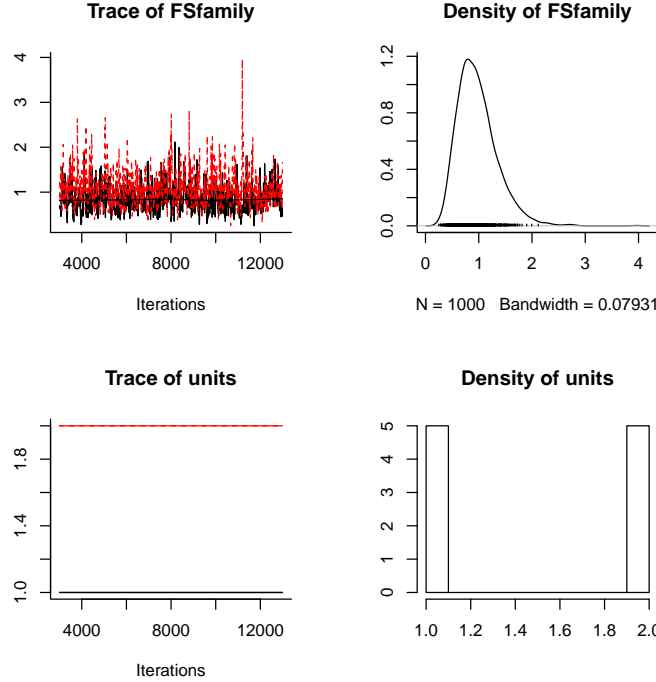 Trace of FSfamily
4
3
2
1
4000 8000 12000
Iterations
Density of FSfamily
1.2
0.8
0.4
0.0
0 1 2 3 4
N = 1000 Bandwidth = 0.07931
Trace of units
1.8
1.4
1.0
4000 8000 12000
Iterations
Density of units
5
4
3
2
1
0
1.0 1.2 1.4 1.6 1.8 2.0